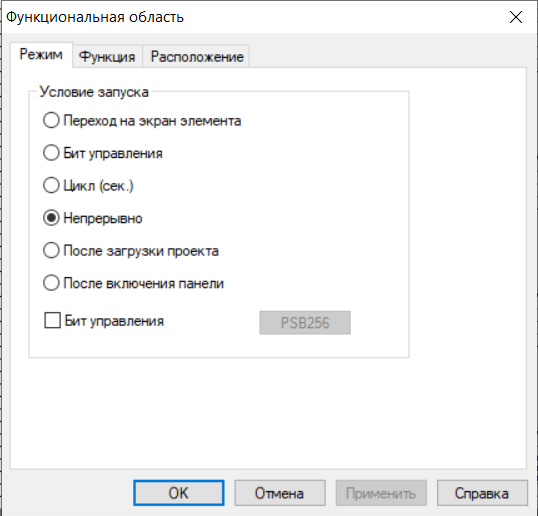 Функциональная область
Режим Функция Расположение
Условие запуска
Переход на экран элемента
Бит управления
Цикл (сек.)
Непрерывно
После загрузки проекта
После включения панели
Бит управления PSB256
OK Отмена Применить Справка